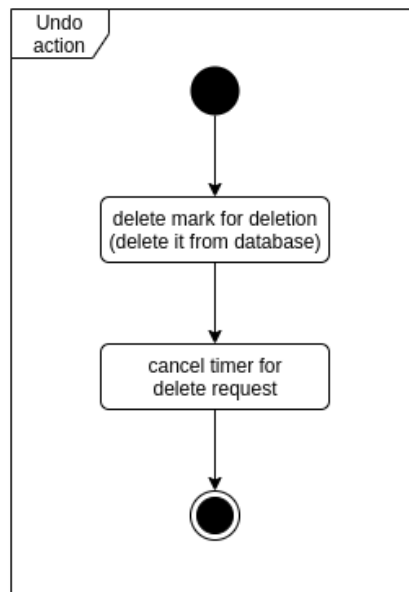 Undo
action
delete mark for deletion
(delete it from database)
cancel timer for
delete request